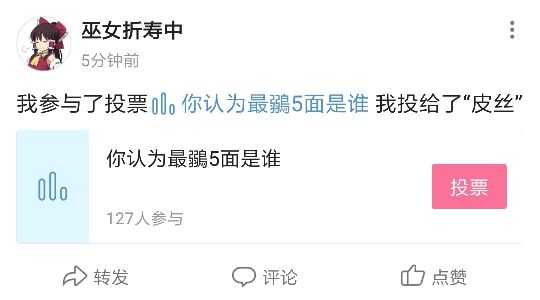 巫女折寿中
5分钟前
我参与了投票 你认为最鶸5面是谁 我投给了“皮丝”
你认为最鶸5面是谁
投票
127人参与
转发 评论 点赞